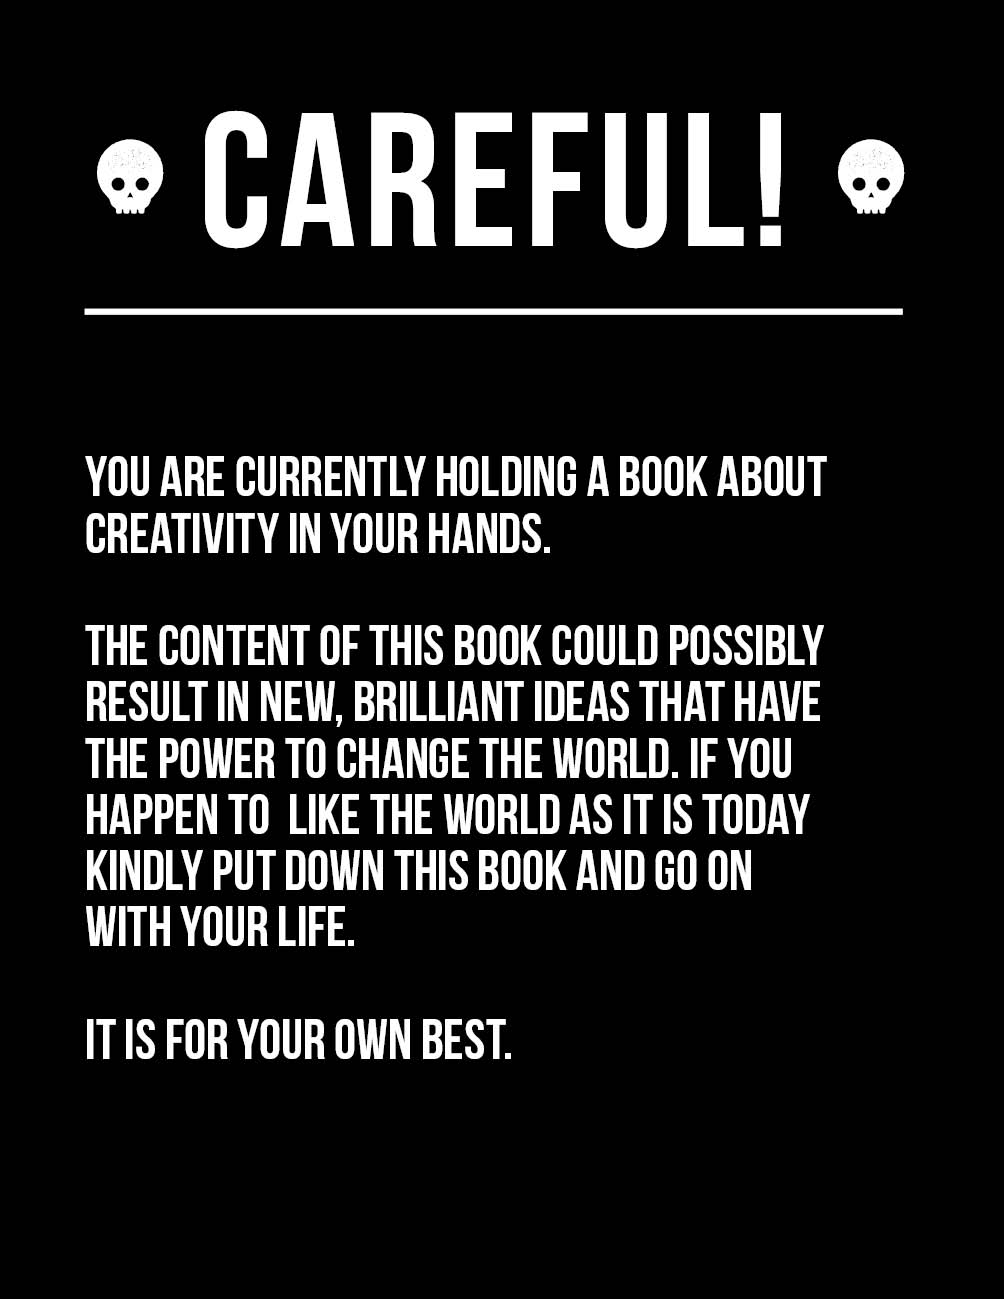 CAREFUL!
YOU ARE CURRENTLY HOLDING A BOOK ABOUT
CREATIVITY IN YOUR HANDS.
THE CONTENT OF THIS BOOK COULD POSSIBLY
RESULT IN NEW, BRILLIANT IDEAS THAT HAVE
THE POWER TO CHANGE THE WORLD. IF YOU
HAPPEN TO  LIKE THE WORLD AS IT IS TODAY
KINDLY PUT DOWN THIS BOOK AND GO ON
WITH YOUR LIFE.
IT IS FOR YOUR OWN BEST.